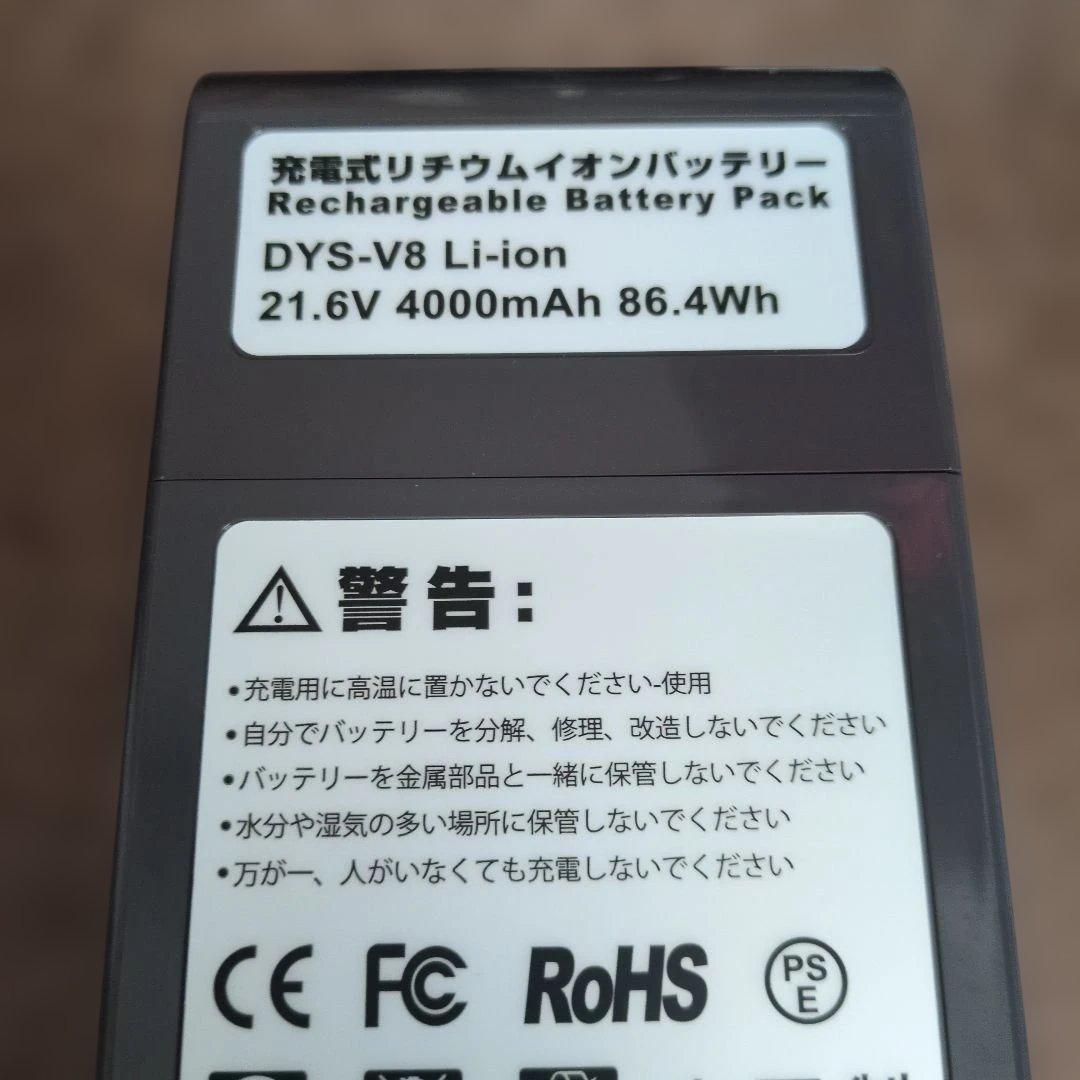 充電式リチウムイオンバッテリー
Rechargeable Battery Pack
DYS-V8 Li-ion
21.6V 4000mAh 86.4Wh
警告:
•充電用に高温に置かないでください-使用
•自分でバッテリーを分解、修理、改造しないでください
•バッテリーを金属部品と一緒に保管しないでください
•水分や湿気の多い場所に保管しないでください
•万が一、人がいなくても充電しないでください
CE FC RoHS PSE